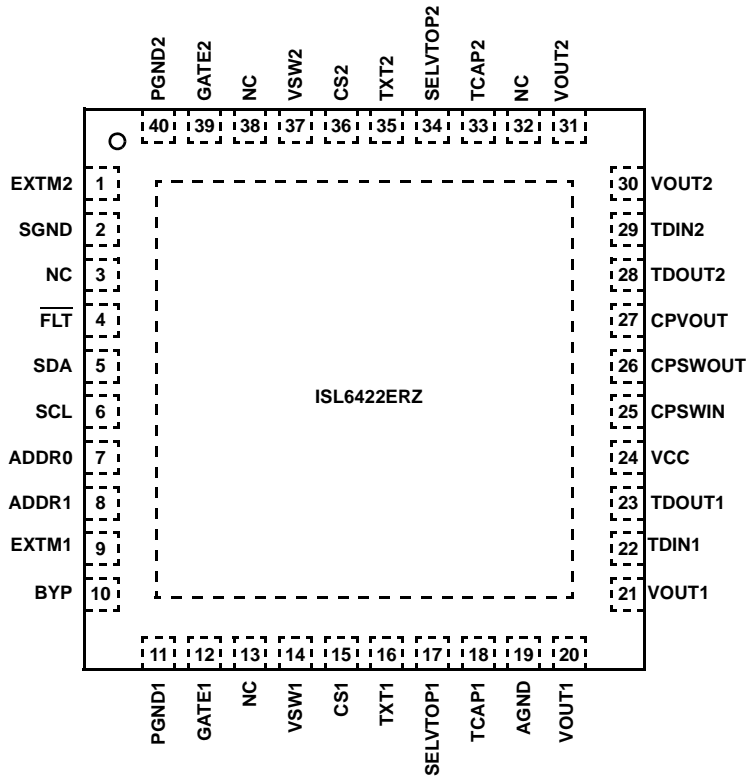 PGND2
GATE2
NC
VSW2
CS2
TXT2
SELVTOP2
TCAP2
NC
VOUT2
40 39 38 37 36 35 34 33 32 31
EXTM2 1
SGND 2
NC 3
FLT 4
SDA 5
SCL 6
ADDR0 7
ADDR1 8
EXTM1 9
BYP 10
ISL6422ERZ
30 VOUT2
29 TDIN2
28 TDOUT2
27 CPVOUT
26 CPSWOUT
25 CPSWIN
24 VCC
23 TDOUT1
22 TDIN1
21 VOUT1
11 12 13 14 15 16 17 18 19 20
PGND1
GATE1
NC
VSW1
CS1
TXT1
SELVTOP1
TCAP1
AGND
VOUT1